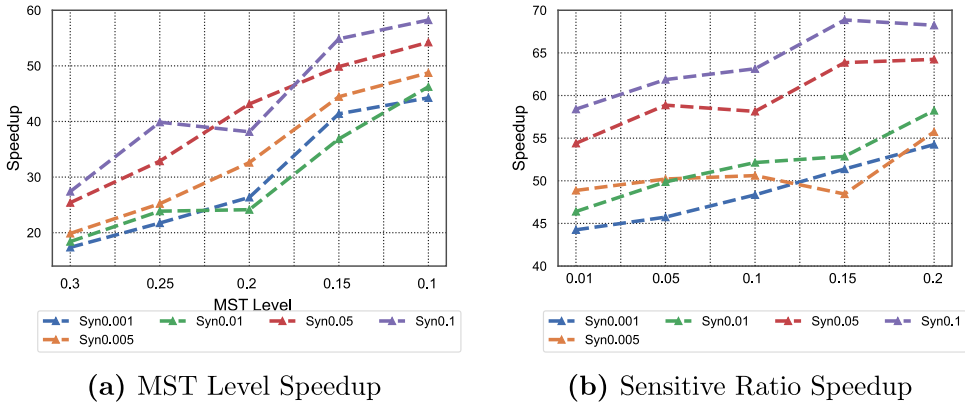 60
50
40
30
20
Speedup
0.3 0.25 0.2 0.15 0.1
MST Level
Syn0.001 Syn0.01 Syn0.05 Syn0.1
Syn0.005
(a) MST Level Speedup
70
65
60
55
50
45
40
Speedup
0.01 0.05 0.1 0.15 0.2
Syn0.001 Syn0.01 Syn0.05 Syn0.1
Syn0.005
(b) Sensitive Ratio Speedup